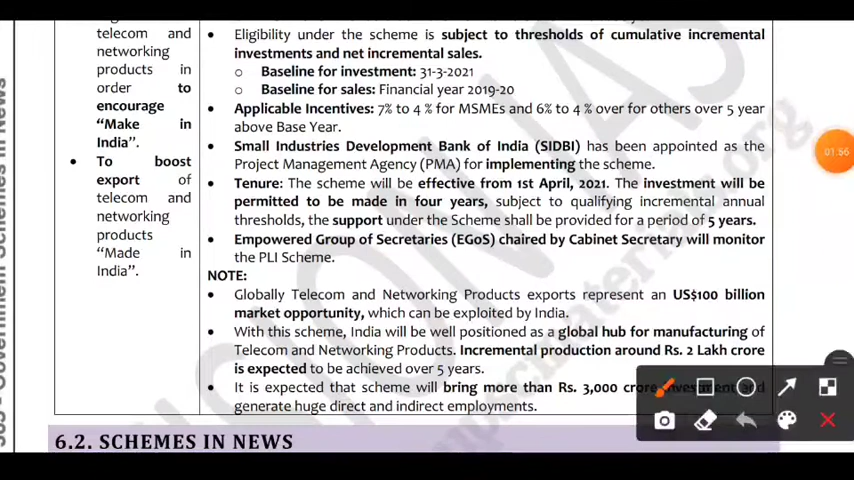 telecom and
networking
products in
order to
encourage
“Make in
India”.
• To boost
export of
telecom and
networking
products
“Made in
India”.
• Eligibility under the scheme is subject to thresholds of cumulative incremental
investments and net incremental sales.
o Baseline for investment: 31-3-2021
o Baseline for sales: Financial year 2019-20
• Applicable Incentives: 7% to 4 % for MSMEs and 6% to 4 % over for others over 5 year
above Base Year.
• Small Industries Development Bank of India (SIDBI) has been appointed as the
Project Management Agency (PMA) for implementing the scheme.
• Tenure: The scheme will be effective from 1st April, 2021. The investment will be
permitted to be made in four years, subject to qualifying incremental annual
thresholds, the support under the Scheme shall be provided for a period of 5 years.
• Empowered Group of Secretaries (EGoS) chaired by Cabinet Secretary will monitor
the PLI Scheme.
NOTE:
• Globally Telecom and Networking Products exports represent an US$100 billion
market opportunity, which can be exploited by India.
• With this scheme, India will be well positioned as a global hub for manufacturing of
Telecom and Networking Products. Incremental production around Rs. 2 Lakh crore
is expected to be achieved over 5 years.
• It is expected that scheme will bring more than Rs. 3,000 crore investment and
generate huge direct and indirect employments.
6.2. SCHEMES IN NEWS
Government Schemes in News
VISION IAS
01:56